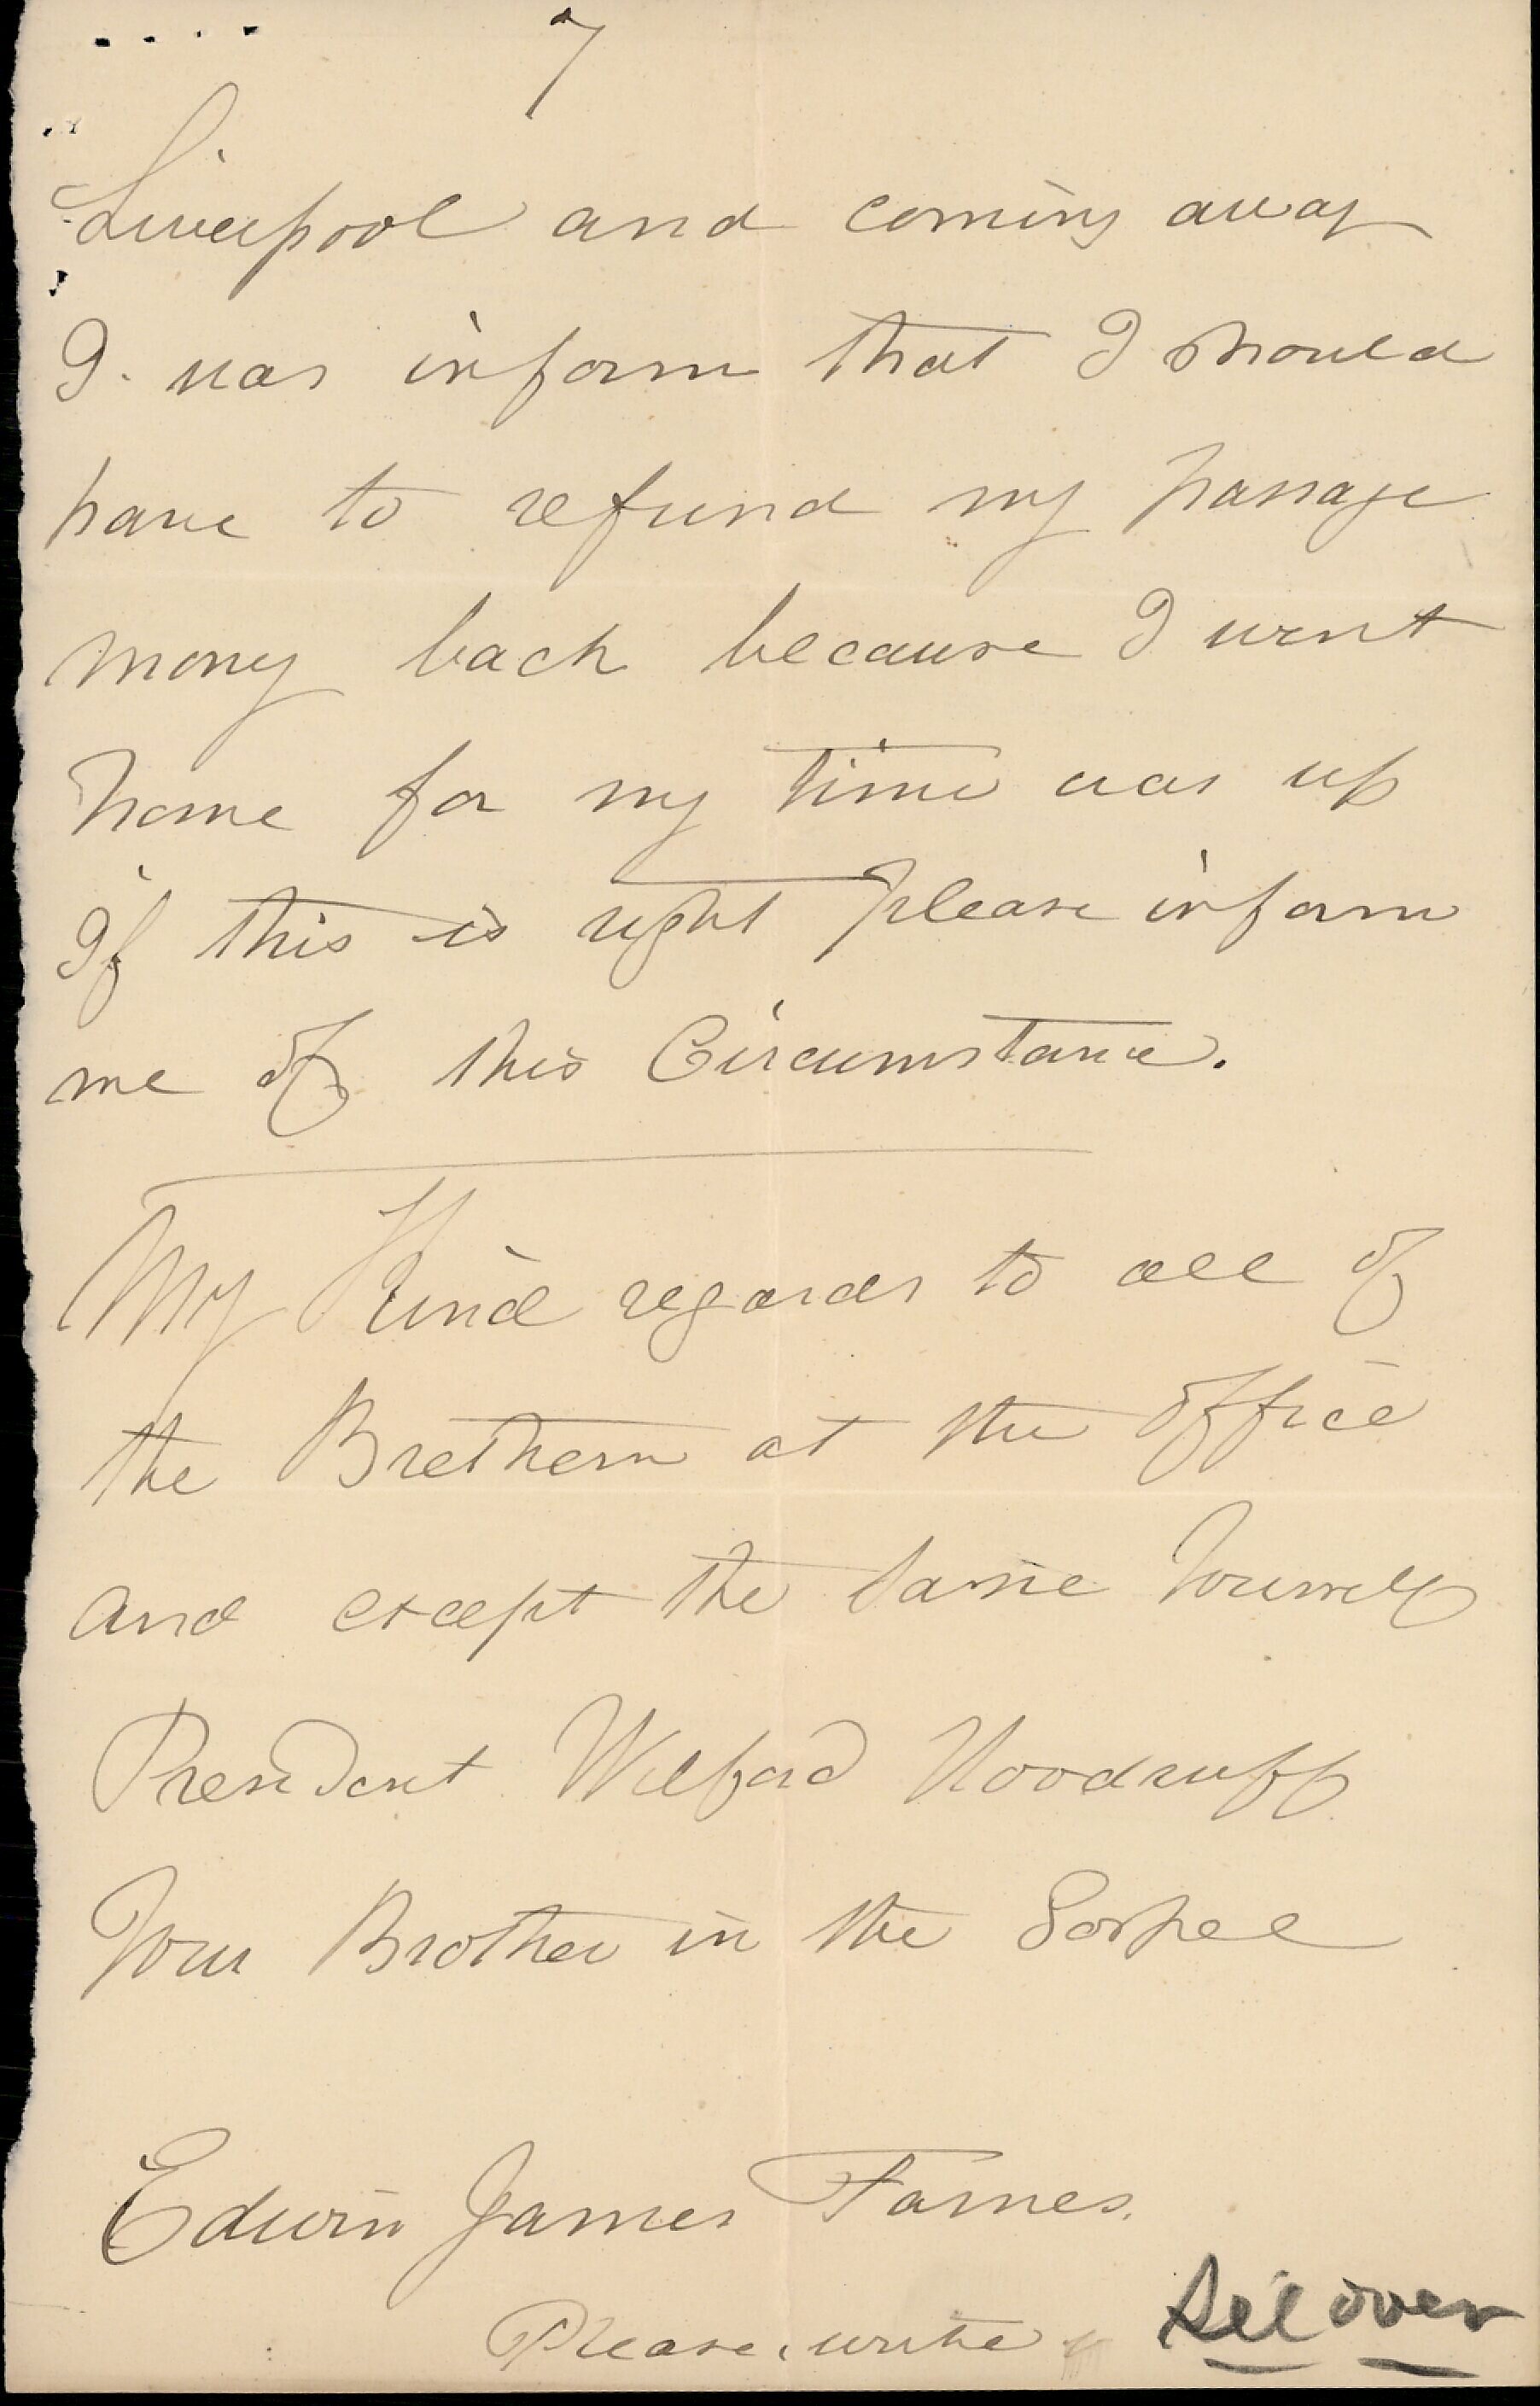 7
Liverpool and coming away
I was inform that I should
have to refund my passage
money back because I went
home for my time was up
If this is right please inform
me of this Circumstance.
My Kind regards to all of
the Brethern at the office
and except the same Yourself
President Wilford Woodruff
Your Brother in the Gospel
Edwin James Eames.
Please write
See over